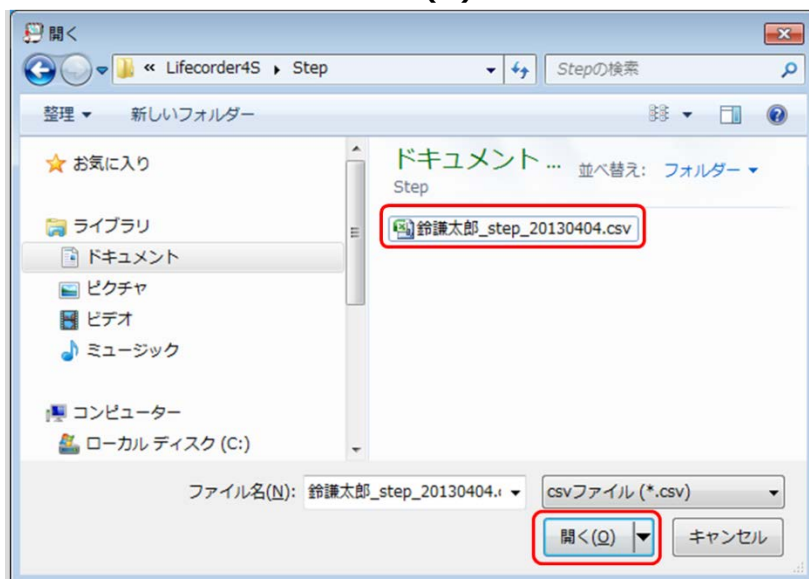 開く
« Lifecorder4S ▸ Step
Stepの検索
整理 ▼ 新しいフォルダー
お気に入り
ライブラリ
ドキュメント
ピクチャ
ビデオ
ミュージック
コンピューター
ローカル ディスク (C:)
ドキュメント ...
Step
並べ替え: フォルダー ▼
鈴謙太郎_step_20130404.csv
ファイル名(N): 鈴謙太郎_step_20130404.
csvファイル (*.csv)
開く(O)
キャンセル